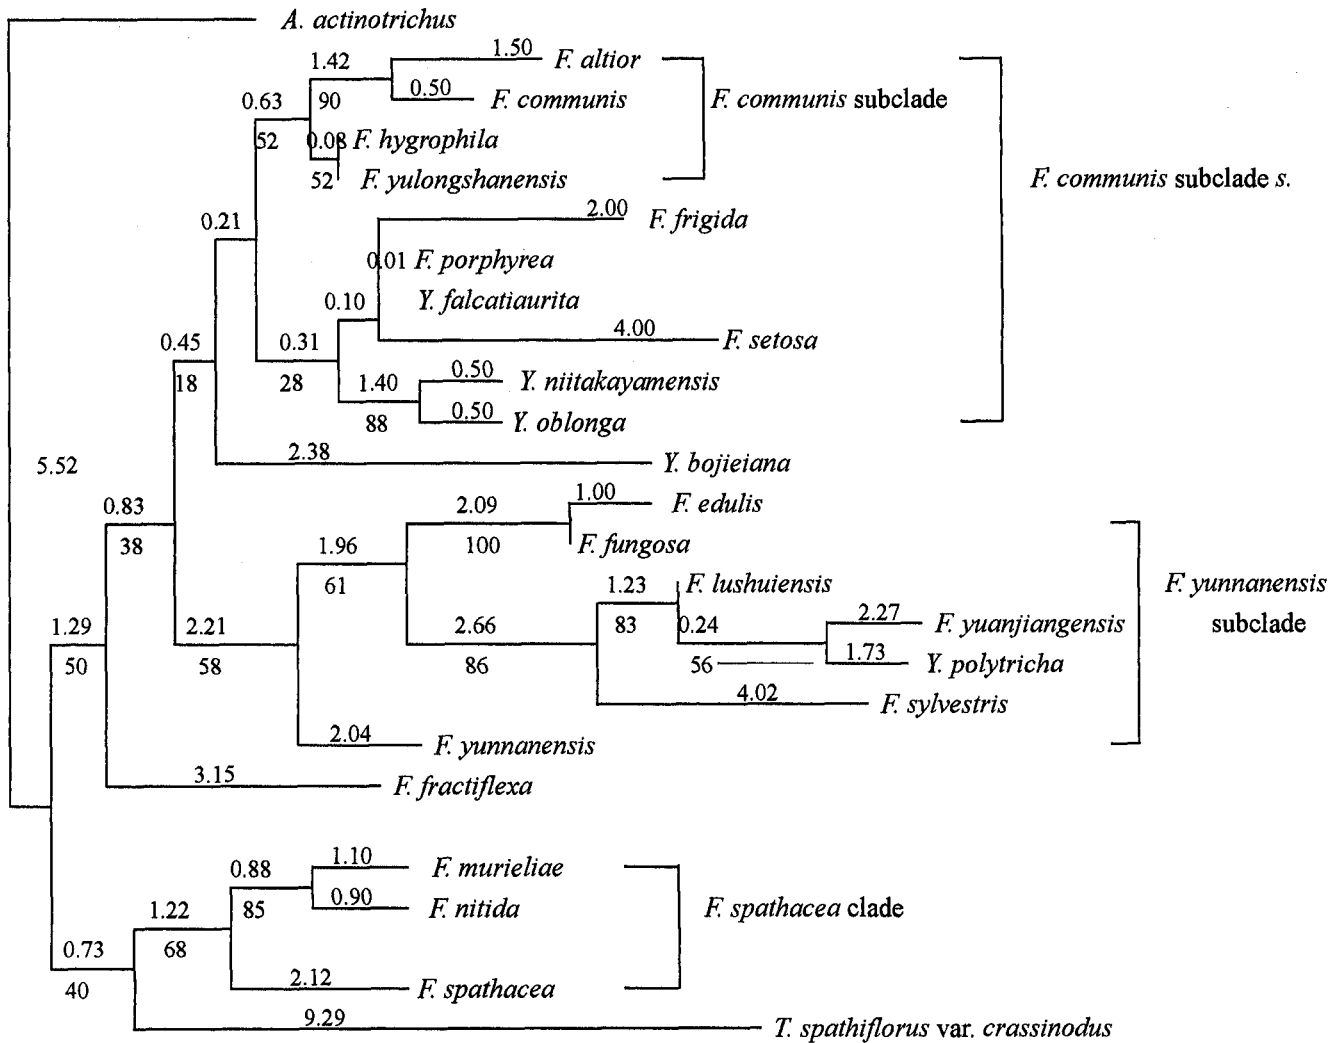 A. actinotrichus
1.50
F. altior
1.42
0.50
F. communis
F. communis subclade
0.63
90
52
0.08
F. hygrophila
52
F. yulongshanensis
F. communis subclade s.
2.00
F. frigida
0.21
0.01
F. porphyrea
Y. falcatiaurita
0.10
4.00
F. setosa
0.45
0.31
18
28
1.40
0.50
Y. niitakayamensis
88
0.50
Y. oblonga
2.38
Y. bojieiana
5.52
1.00
F. edulis
0.83
2.09
38
100
F. fungosa
1.96
61
1.23
F. lushuiensis
F. yunnanensis
subclade
83
0.24
2.27
F. yuanjiangensis
1.29
2.21
2.66
50
58
86
56
1.73
Y. polytricha
4.02
F. sylvestris
2.04
F. yunnanensis
3.15
F. fractiflexa
1.10
F. murieliae
0.88
85
0.90
F. nitida
F. spathacea clade
1.22
68
0.73
40
2.12
F. spathacea
9.29
T. spathiflorus var. crassinodus